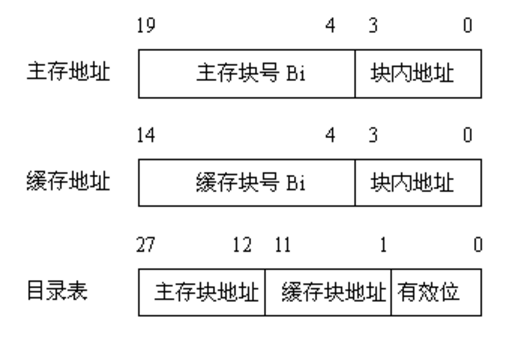 19 4 3 0
主存地址 主存块号 Bi 块内地址
14 4 3 0
缓存地址 缓存块号 Bi 块内地址
27 12 11 1 0
目录表 主存块地址 缓存块地址 有效位